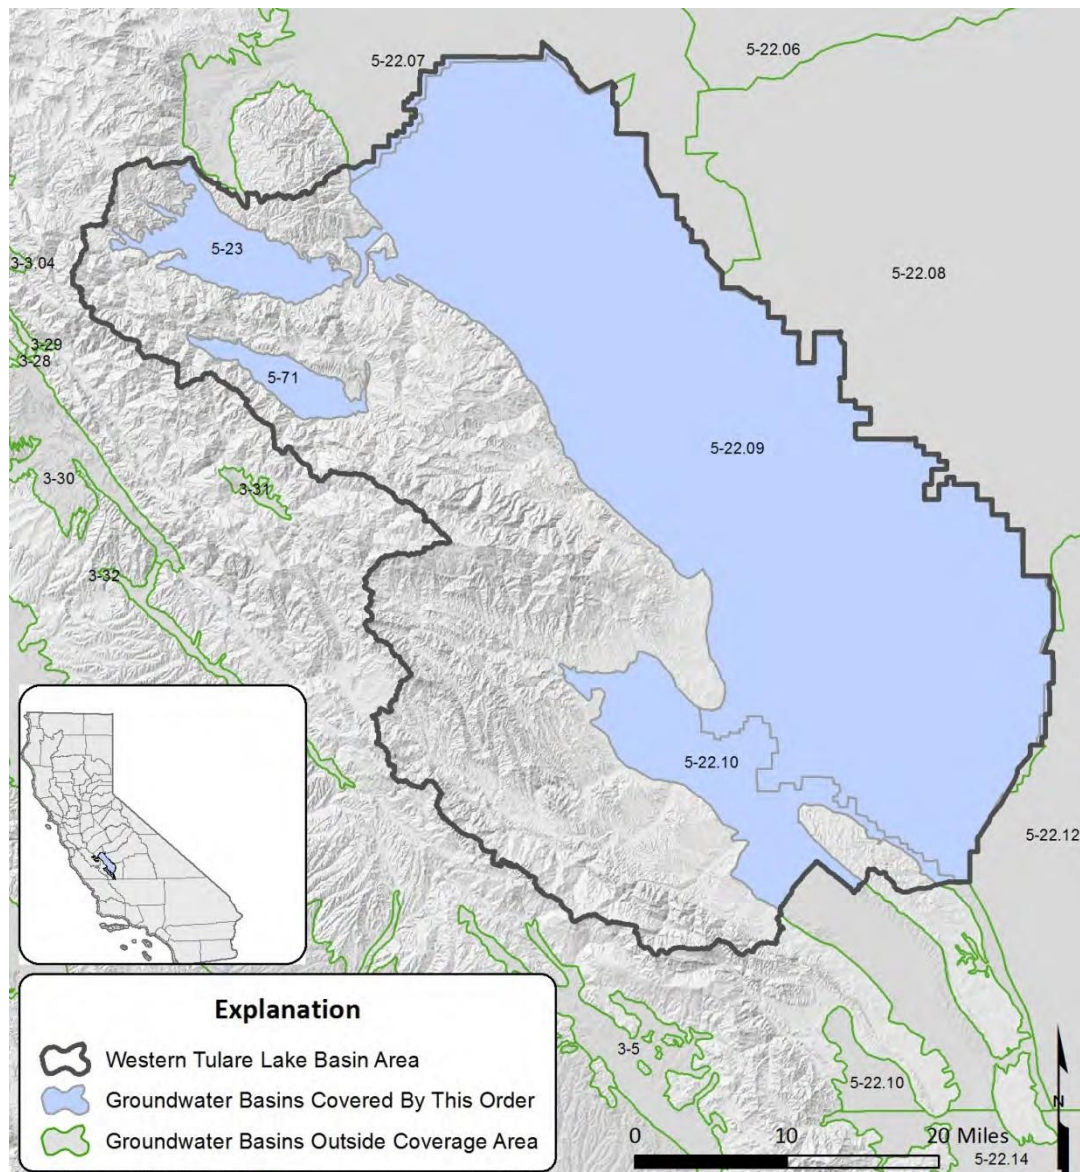 5-22.06
5-22.07
5-23
3-3.04
5-22.08
3-29
3-28
5-71
5-22.09
3-30
3-31
3-32
5-22.10
5-22.12
Explanation
Western Tulare Lake Basin Area
Groundwater Basins Covered By This Order
Groundwater Basins Outside Coverage Area
3-5
5-22.10
N
0 10 20 Miles
5-22.14